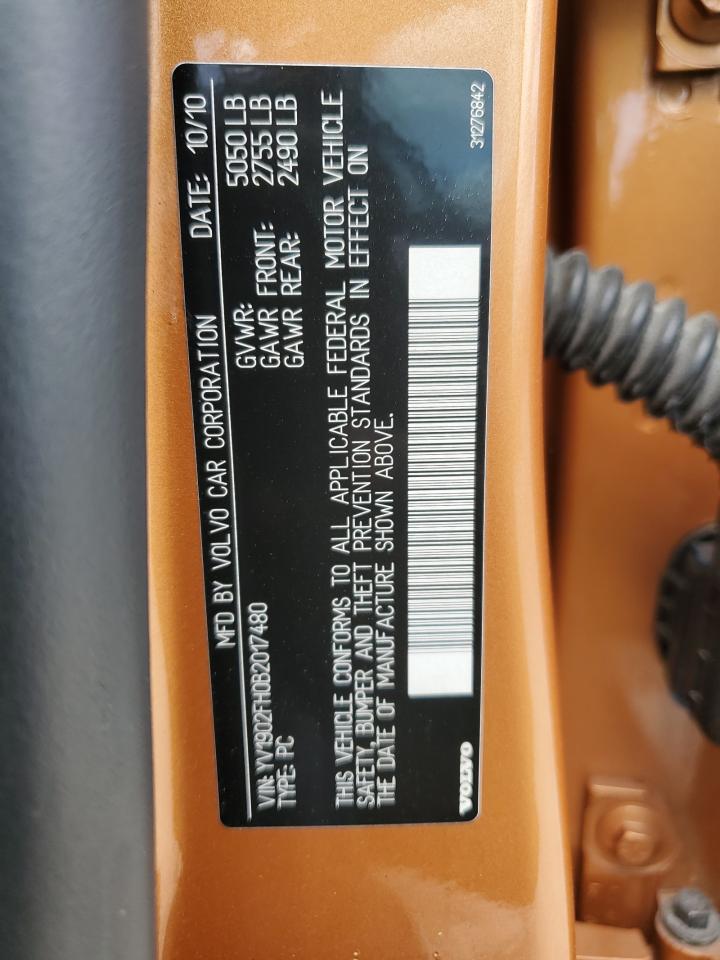 MFD BY VOLVO CAR CORPORATION DATE: 10/10
GVWR: 5050 LB
GAWR FRONT: 2755 LB
GAWR REAR: 2490 LB
VIN: YV1902FH0B2017480
TYPE: PC
THIS VEHICLE CONFORMS TO ALL APPLICABLE FEDERAL MOTOR VEHICLE
SAFETY, BUMPER AND THEFT PREVENTION STANDARDS IN EFFECT ON
THE DATE OF MANUFACTURE SHOWN ABOVE.
VOLVO
31276842